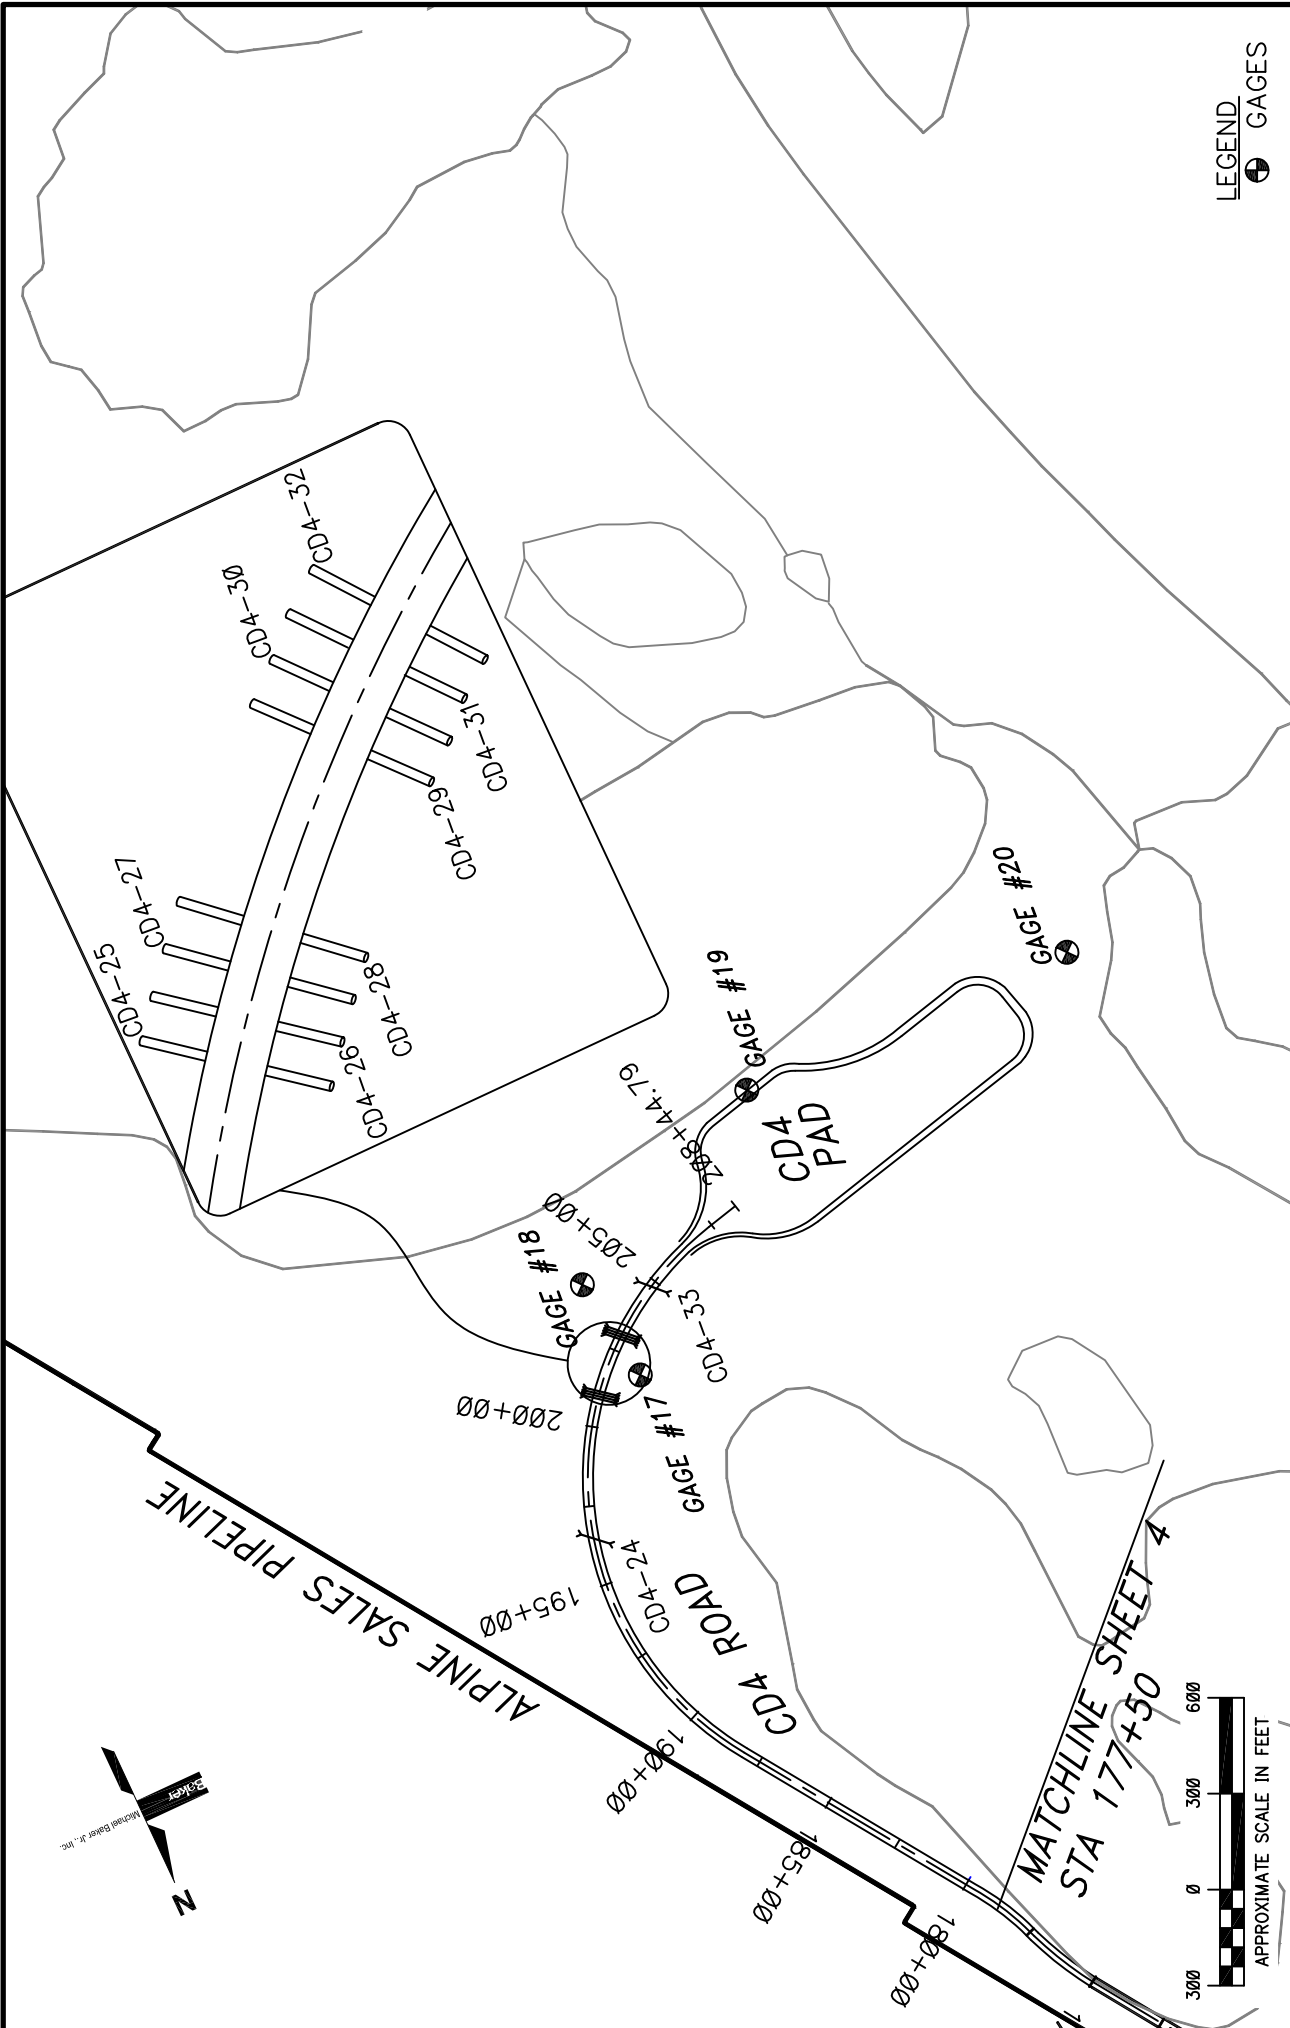 LEGEND
GAGES
CD4-32
CD4-30
CD4-31
CD4-29
CD4-27
CD4-25
CD4-28
CD4-26
GAGE #20
GAGE #19
208+44.79
CD4
PAD
205+00
GAGE #18
CD4-33
200+00
GAGE #17
ALPINE SALES PIPELINE
CD4-24
195+00
CD4 ROAD
190+00
185+00
180+00
MATCHLINE SHEET 4
STA 177+50
Baker
Michael Baker Jr., Inc.
N
300 0 300 600
APPROXIMATE SCALE IN FEET